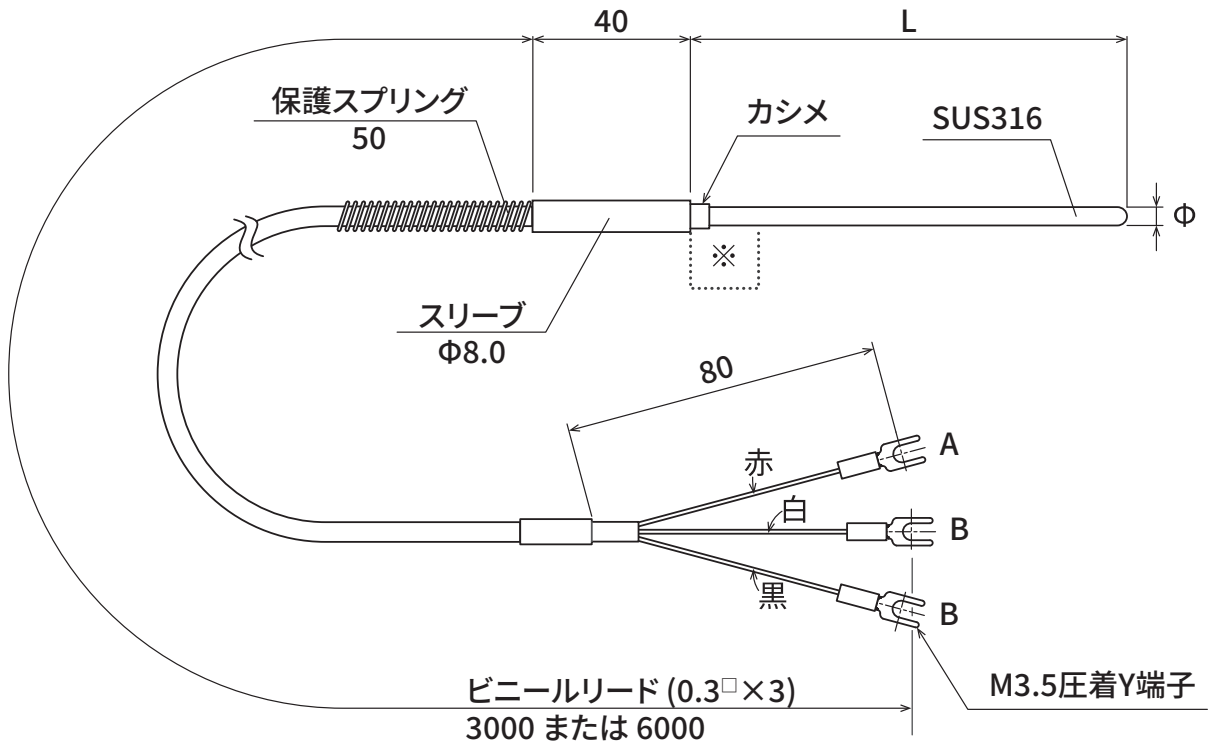 40
L
保護スプリング
50
カシメ
SUS316
Φ
※
スリーブ
Φ8.0
80
赤
A
白
B
黒
B
M3.5圧着Y端子
ビニールリード (0.3□×3)
3000 または 6000